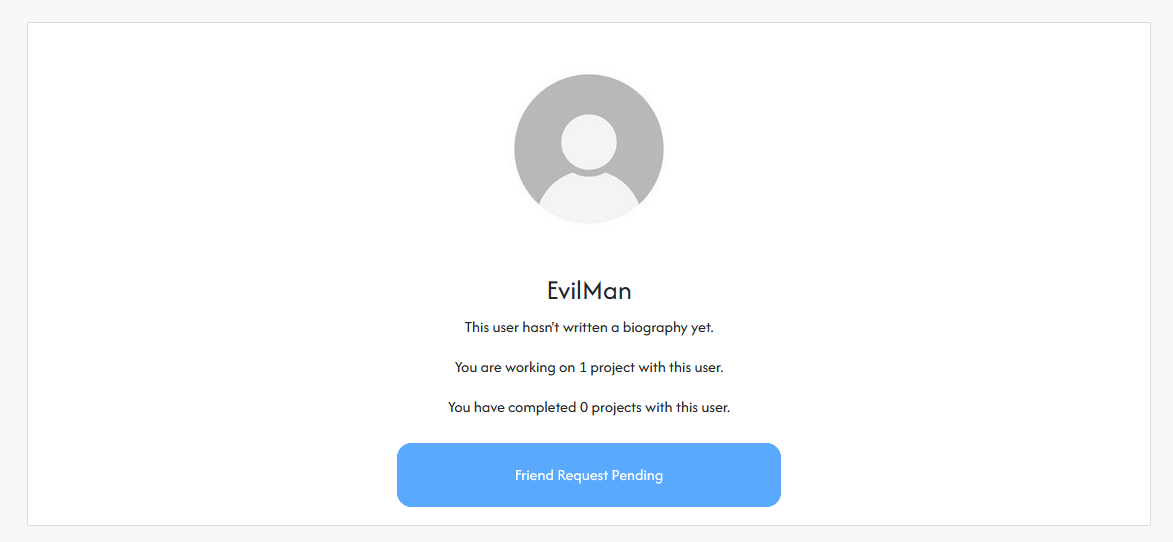 EvilMan
This user hasn't written a biography yet.
You are working on 1 project with this user.
You have completed 0 projects with this user.
Friend Request Pending